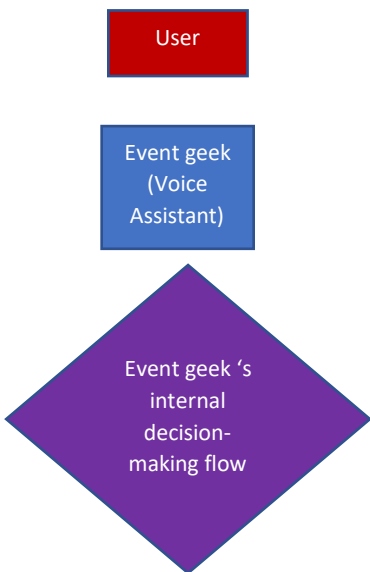 User
Event geek
(Voice
Assistant)
Event geek ‘s
internal
decision-
making flow